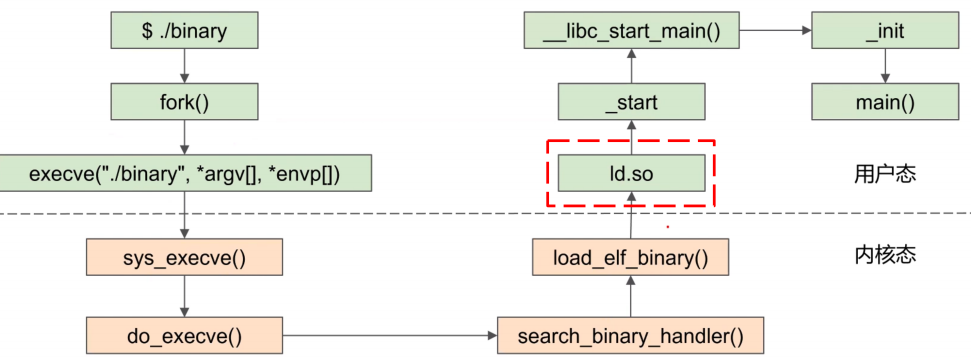 $ ./binary
fork()
execve("./binary", *argv[], *envp[])
sys_execve()
do_execve()
search_binary_handler()
load_elf_binary()
ld.so
_start
__libc_start_main()
_init
main()
用户态
内核态